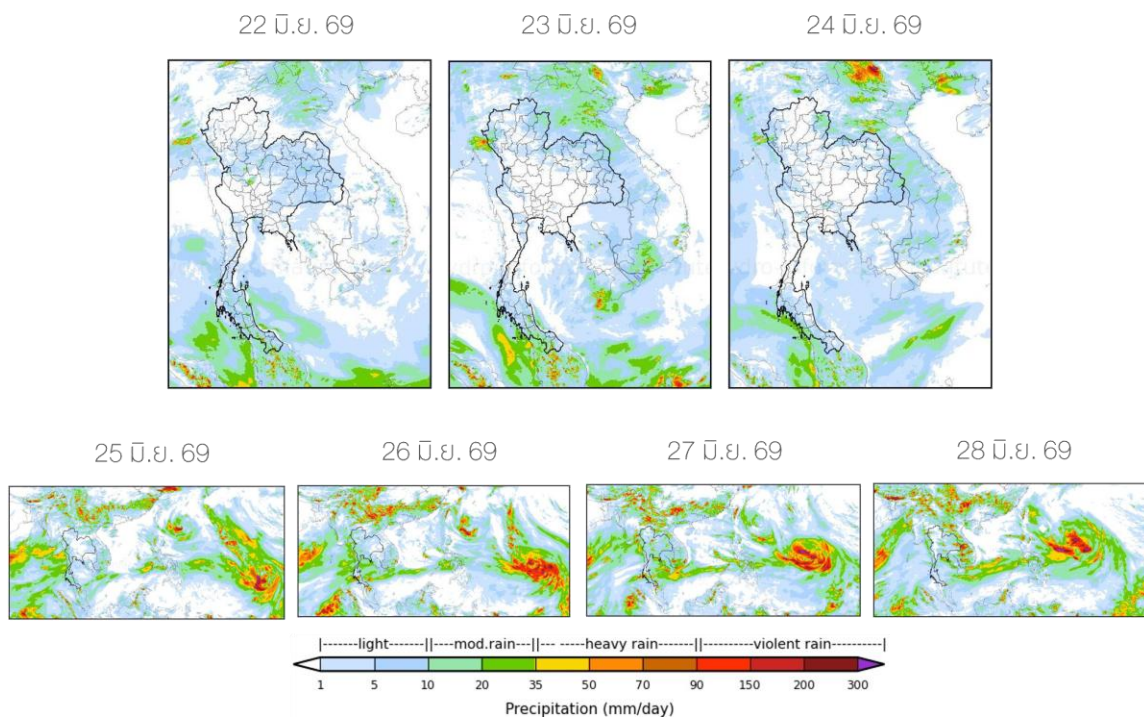 22 มิ.ย. 69
23 มิ.ย. 69
24 มิ.ย. 69
25 มิ.ย. 69
26 มิ.ย. 69
27 มิ.ย. 69
28 มิ.ย. 69
|------light-------||---mod.rain---||--- -----heavy rain--------||-------violent rain-------|
1 5 10 20 35 50 70 90 150 200 300
Precipitation (mm/day)